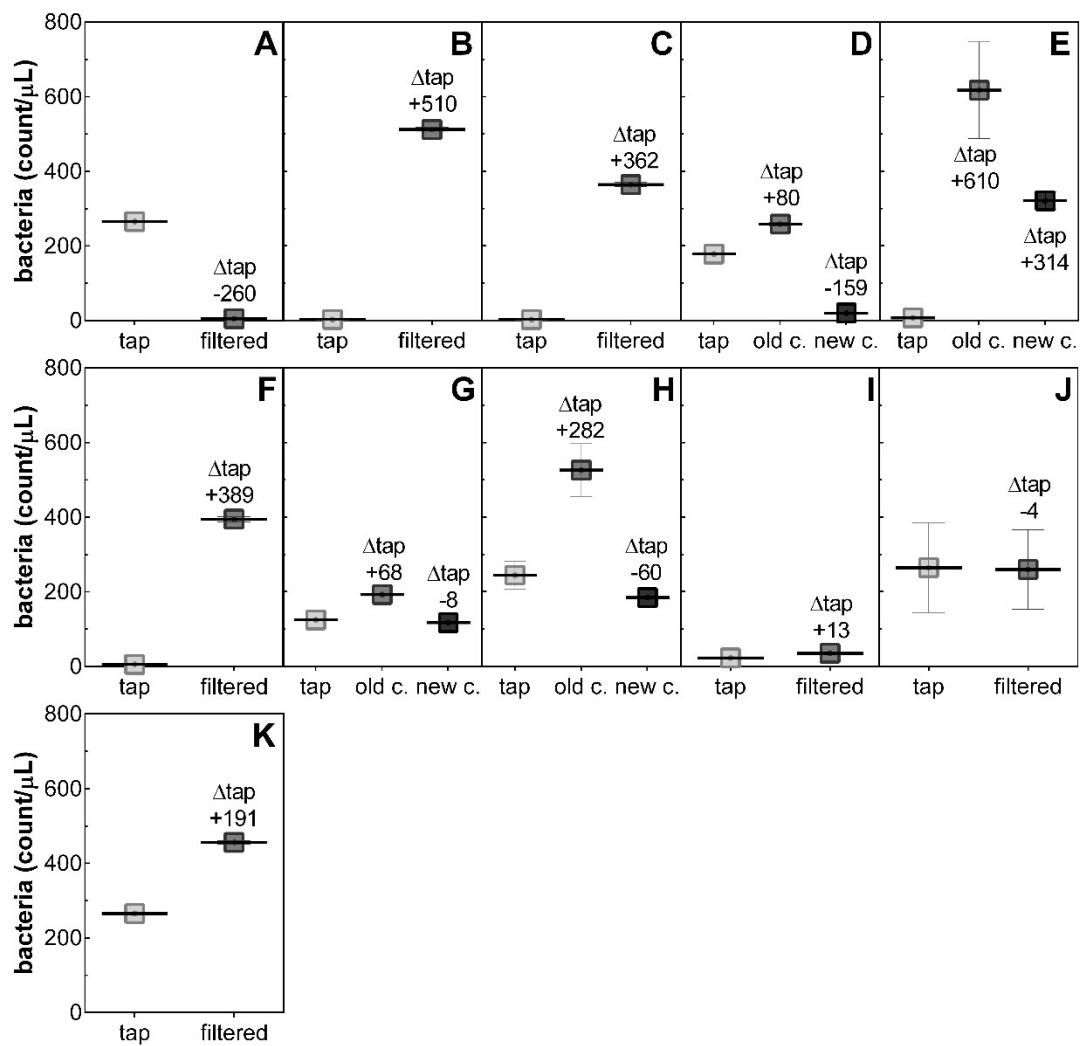 bacteria (count/μL)
800
600
400
200
0
A
Δtap
-260
tap
filtered
B
Δtap
+510
tap
filtered
C
Δtap
+362
tap
filtered
D
Δtap
+80
Δtap
-159
tap
old c.
new c.
E
Δtap
+610
Δtap
+314
tap
old c.
new c.
bacteria (count/μL)
800
600
400
200
0
F
Δtap
+389
tap
filtered
G
Δtap
+68
Δtap
-8
tap
old c.
new c.
H
Δtap
+282
Δtap
-60
tap
old c.
new c.
I
Δtap
+13
tap
filtered
J
Δtap
-4
tap
filtered
bacteria (count/μL)
800
600
400
200
0
K
Δtap
+191
tap
filtered